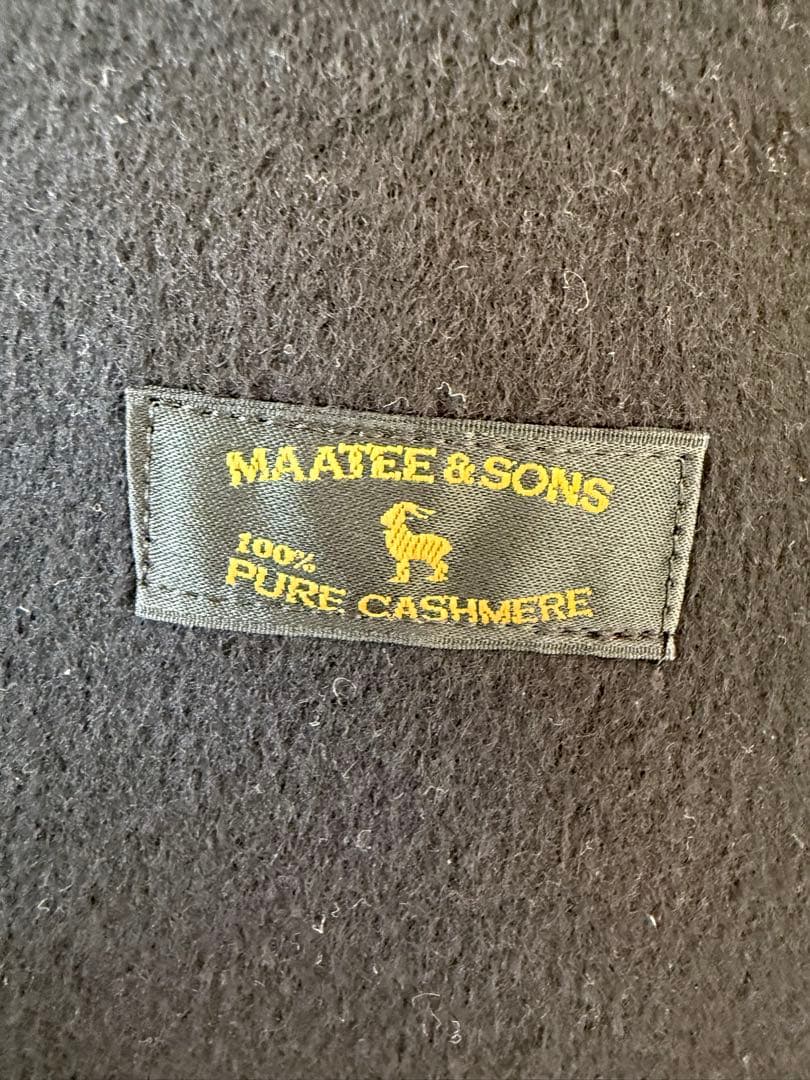 MAATEE & SONS
100%
PURE CASHMERE